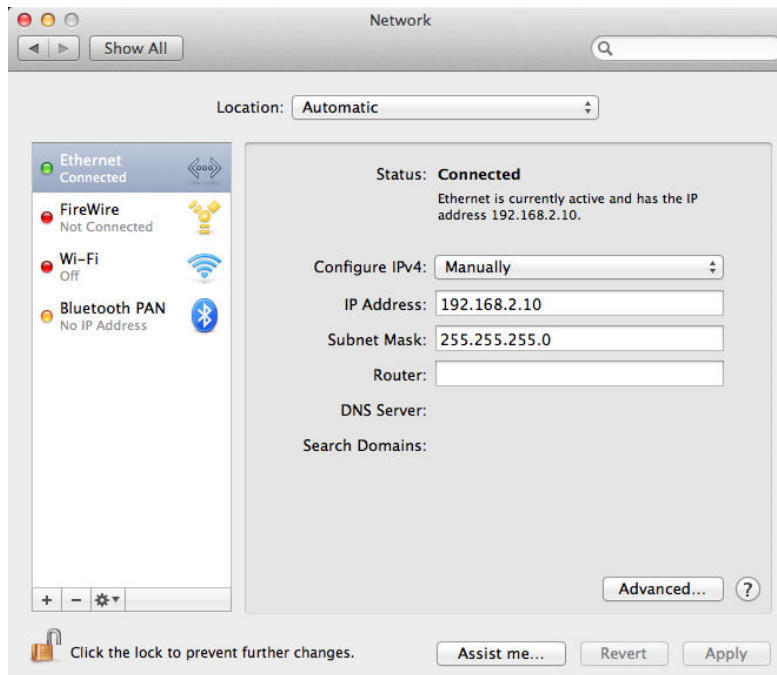 Network
Show All
Location: Automatic
Ethernet
Connected
FireWire
Not Connected
Wi-Fi
Off
Bluetooth PAN
No IP Address
Status: Connected
Ethernet is currently active and has the IP
address 192.168.2.10.
Configure IPv4: Manually
IP Address: 192.168.2.10
Subnet Mask: 255.255.255.0
Router:
DNS Server:
Search Domains:
Advanced... ?
Click the lock to prevent further changes.
Assist me... Revert Apply